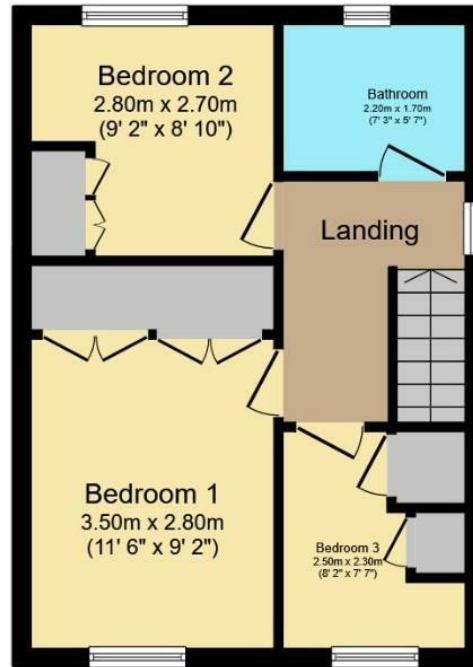 Bedroom 2
2.80m x 2.70m
(9' 2" x 8' 10")
Bathroom
2.20m x 1.70m
(7' 3" x 5' 7")
Landing
Bedroom 1
3.50m x 2.80m
(11' 6" x 9' 2")
Bedroom 3
2.50m x 2.30m
(8' 2" x 7' 7")